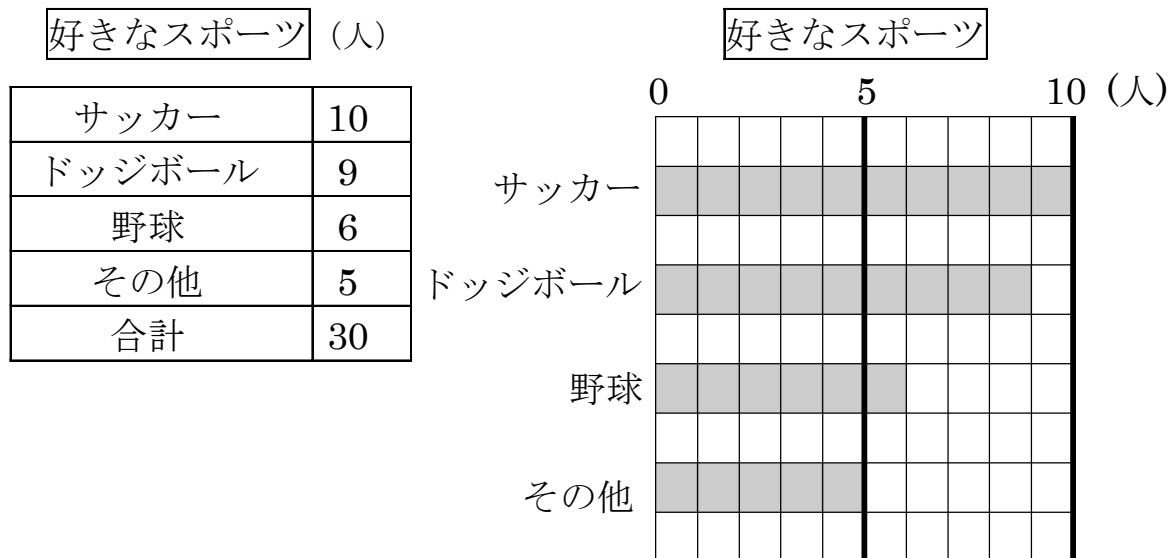 好きなスポーツ（人）
サッカー 10
ドッジボール 9
野球 6
その他 5
合計 30
好きなスポーツ
0 5 10 (人)
サッカー
ドッジボール
野球
その他